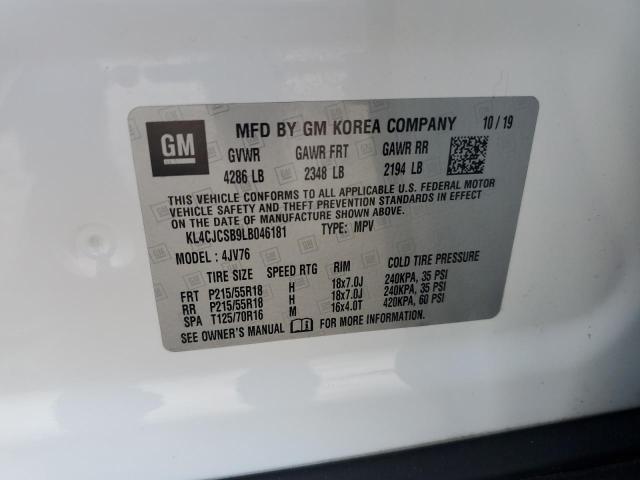 GM
MFD BY GM KOREA COMPANY 10/19
GVWR GAWR FRT GAWR RR
4286 LB 2348 LB 2194 LB
THIS VEHICLE CONFORMS TO ALL APPLICABLE U.S. FEDERAL MOTOR
VEHICLE SAFETY AND THEFT PREVENTION STANDARDS IN EFFECT
ON THE DATE OF MANUFACTURE SHOWN ABOVE.
KL4CJCSB9LB046181 TYPE: MPV
MODEL: 4JV76
TIRE SIZE SPEED RTG RIM COLD TIRE PRESSURE
FRT P215/55R18 H 18x7.0J 240KPA, 35 PSI
RR P215/55R18 H 18x7.0J 240KPA, 35 PSI
SPA T125/70R16 M 16x4.0T 420KPA, 60 PSI
SEE OWNER'S MANUAL FOR MORE INFORMATION.